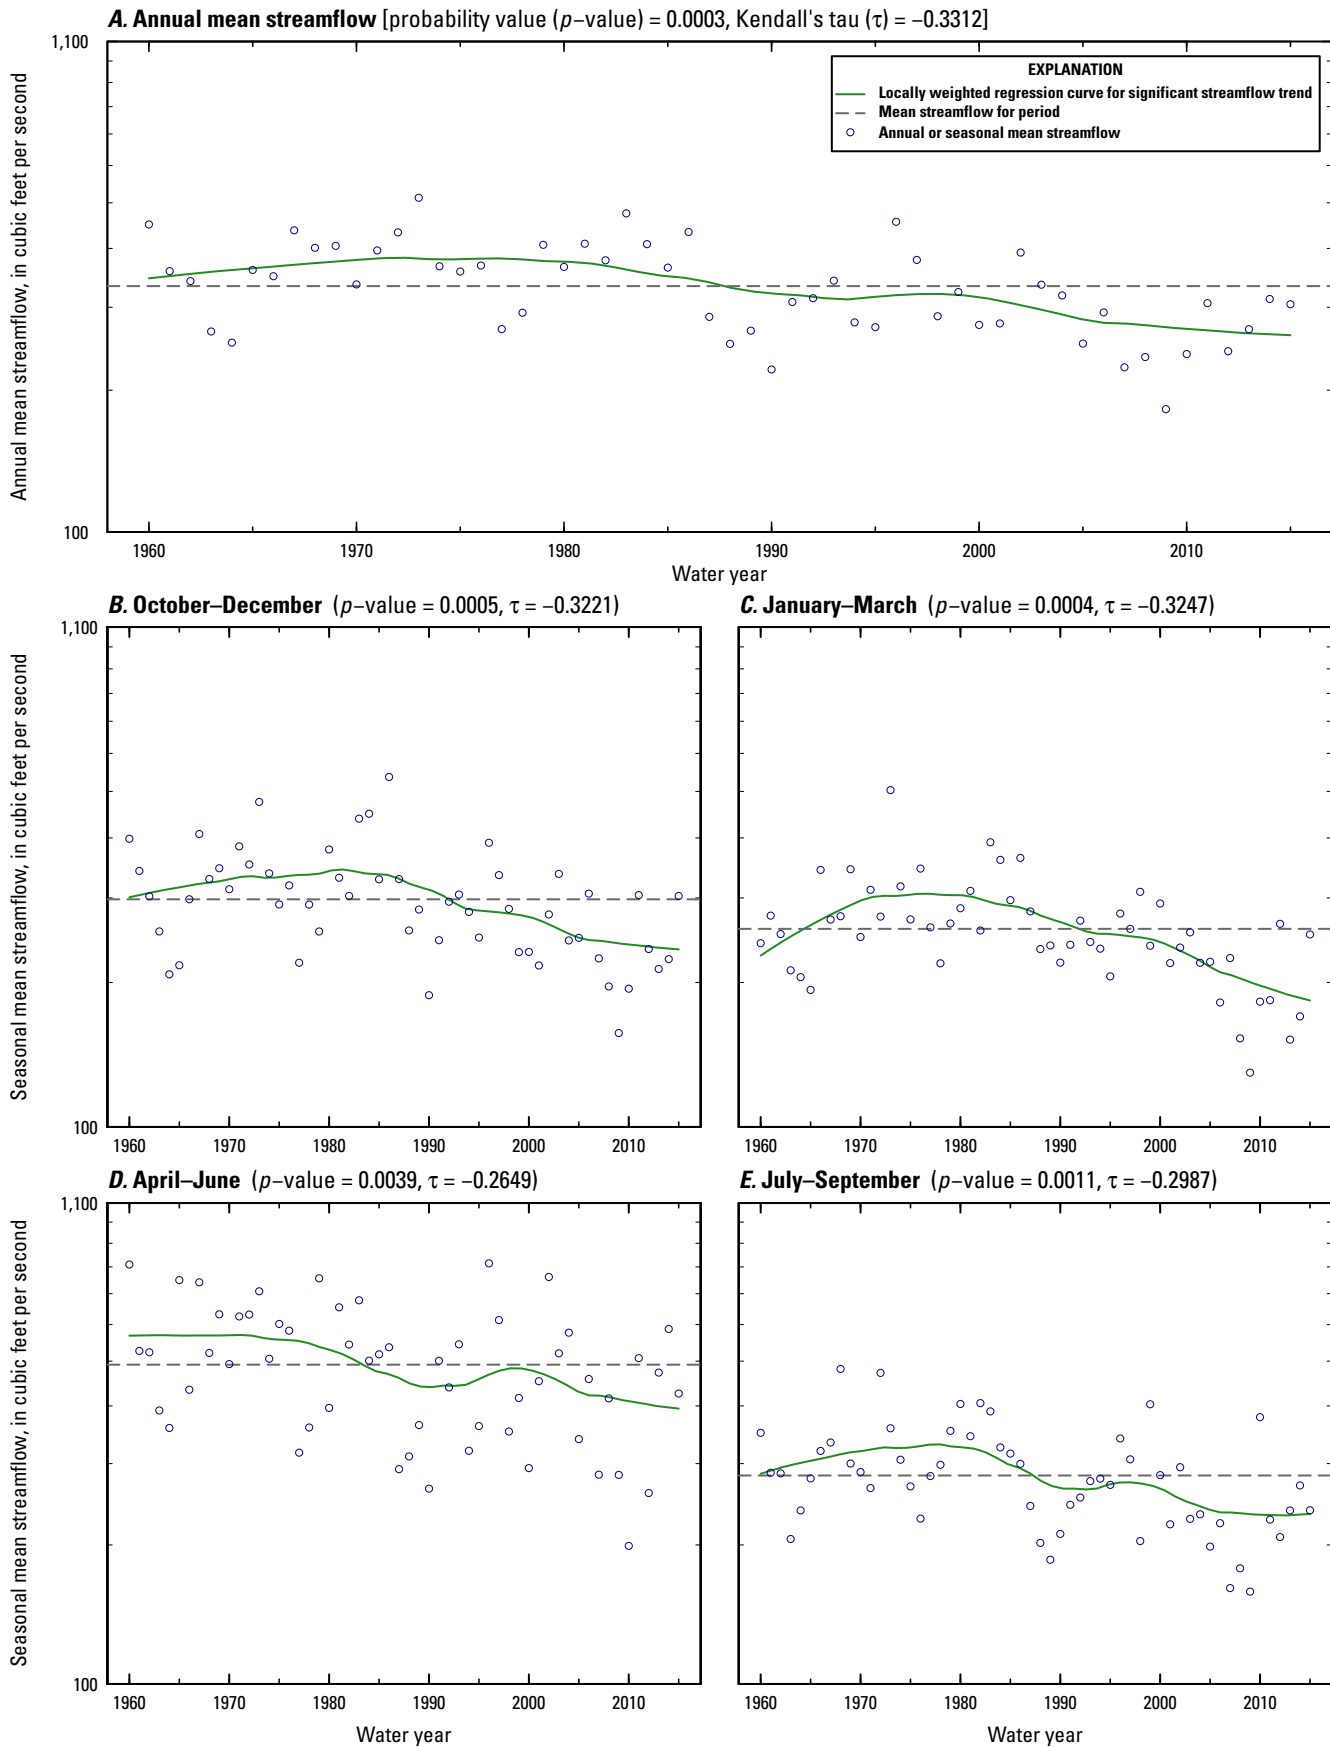 A. Annual mean streamflow [probability value (p–value) = 0.0003, Kendall's tau (τ) = –0.3312]
1,100
100
Annual mean streamflow, in cubic feet per second
EXPLANATION
Locally weighted regression curve for significant streamflow trend
Mean streamflow for period
Annual or seasonal mean streamflow
1960 1970 1980 1990 2000 2010
Water year
B. October–December (p–value = 0.0005, τ = –0.3221)
1,100
100
Seasonal mean streamflow, in cubic feet per second
1960 1970 1980 1990 2000 2010
C. January–March (p–value = 0.0004, τ = –0.3247)
1960 1970 1980 1990 2000 2010
D. April–June (p–value = 0.0039, τ = –0.2649)
1,100
100
Seasonal mean streamflow, in cubic feet per second
1960 1970 1980 1990 2000 2010
Water year
E. July–September (p–value = 0.0011, τ = –0.2987)
1960 1970 1980 1990 2000 2010
Water year